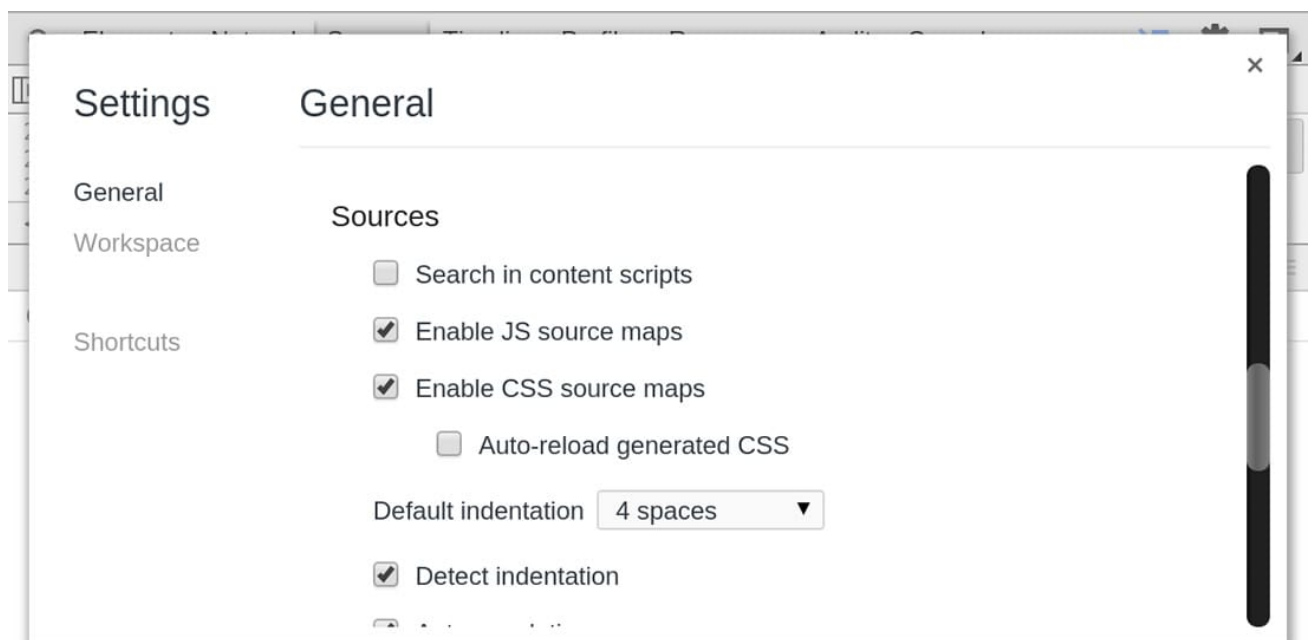 Settings
General
General
Workspace
Shortcuts
Sources
Search in content scripts
Enable JS source maps
Enable CSS source maps
Auto-reload generated CSS
Default indentation 4 spaces
Detect indentation